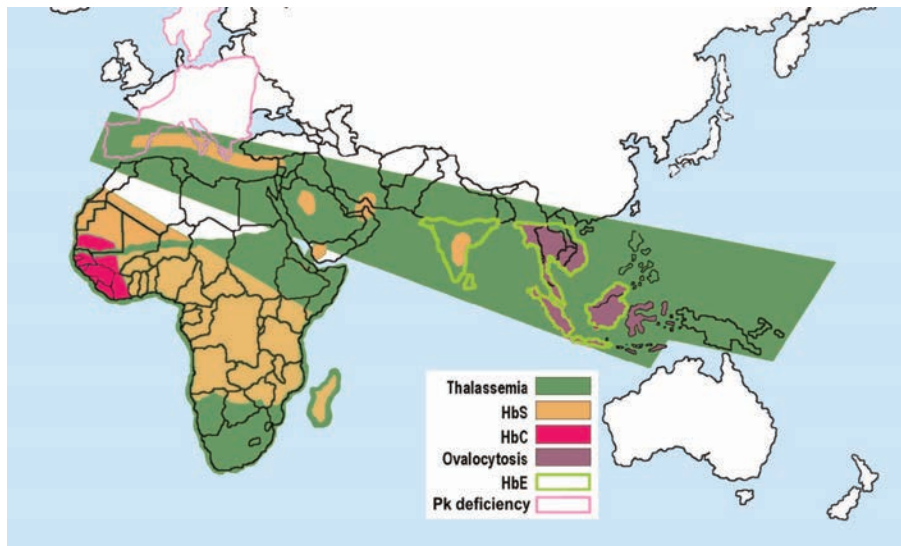 Thalassemia
HbS
HbC
Ovalocytosis
HbE
Pk deficiency